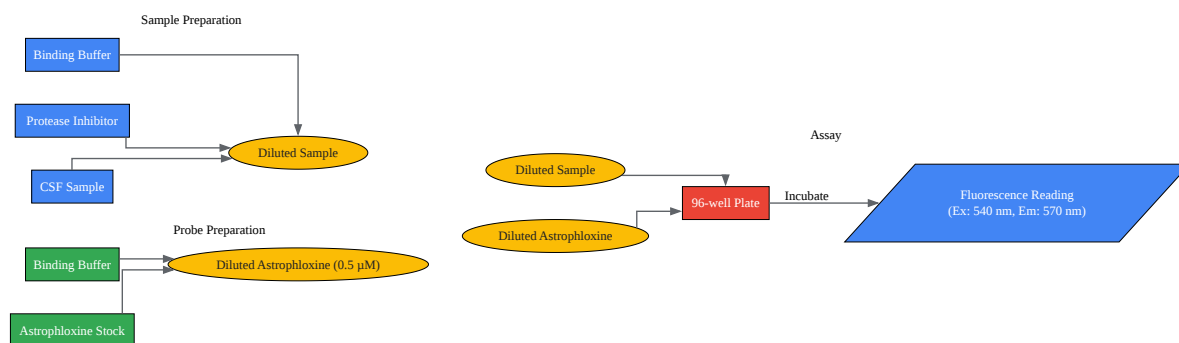 Sample Preparation
Binding Buffer
Protease Inhibitor
Diluted Sample
CSF Sample
Probe Preparation
Binding Buffer
Diluted Astrophloxine (0.5 µM)
Astrophloxine Stock
Assay
Diluted Sample
96-well Plate
Incubate
Diluted Astrophloxine
Fluorescence Reading
(Ex: 540 nm, Em: 570 nm)